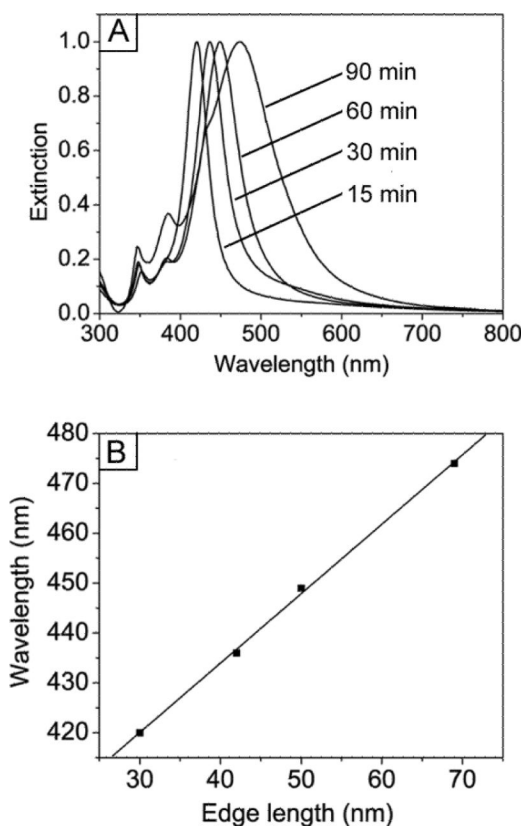 A
1.0
0.8
0.6
0.4
0.2
0.0
Extinction
90 min
60 min
30 min
15 min
300 400 500 600 700 800
Wavelength (nm)
B
480
470
460
450
440
430
420
Wavelength (nm)
30 40 50 60 70
Edge length (nm)